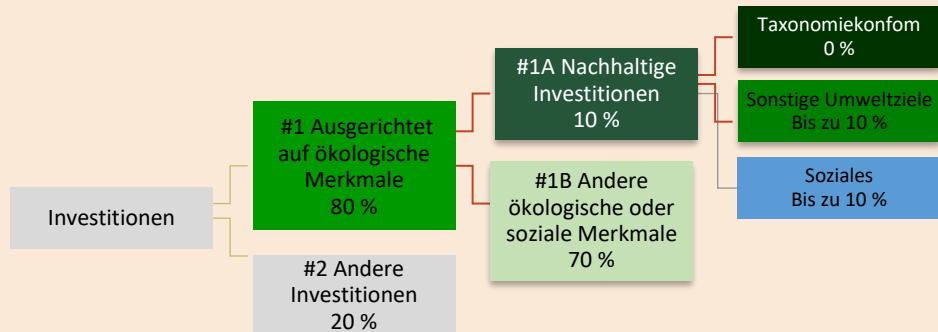 Investitionen
#1 Ausgerichtet
auf ökologische
Merkmale
80 %
#2 Andere
Investitionen
20 %
#1A Nachhaltige
Investitionen
10 %
#1B Andere
ökologische oder
soziale Merkmale
70 %
Taxonomiekonfom
0 %
Sonstige Umweltziele
Bis zu 10 %
Soziales
Bis zu 10 %